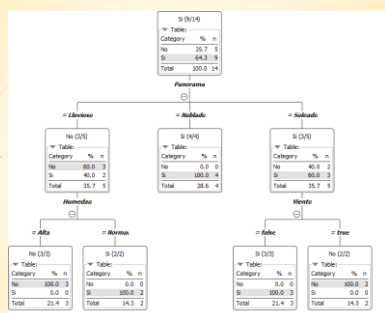 Si (9/14)
Table:
Category % n
No 35.7 5
Si 64.3 9
Total 100.0 14
Panorama
= Lluvioso
= Nublado
= Soleado
No (3/5)
Table:
Category % n
No 60.0 3
Si 40.0 2
Total 35.7 5
Si (4/4)
Table:
Category % n
No 0.0 0
Si 100.0 4
Total 28.6 4
Si (3/5)
Table:
Category % n
No 40.0 2
Si 60.0 3
Total 35.7 5
Humedad
Viento
= Alta
= Normal
= false
= true
No (3/3)
Table:
Category % n
No 100.0 3
Si 0.0 0
Total 21.4 3
Si (2/2)
Table:
Category % n
No 0.0 0
Si 100.0 2
Total 14.3 2
Si (3/3)
Table:
Category % n
No 0.0 0
Si 100.0 3
Total 21.4 3
No (2/2)
Table:
Category % n
No 100.0 2
Si 0.0 0
Total 14.3 2